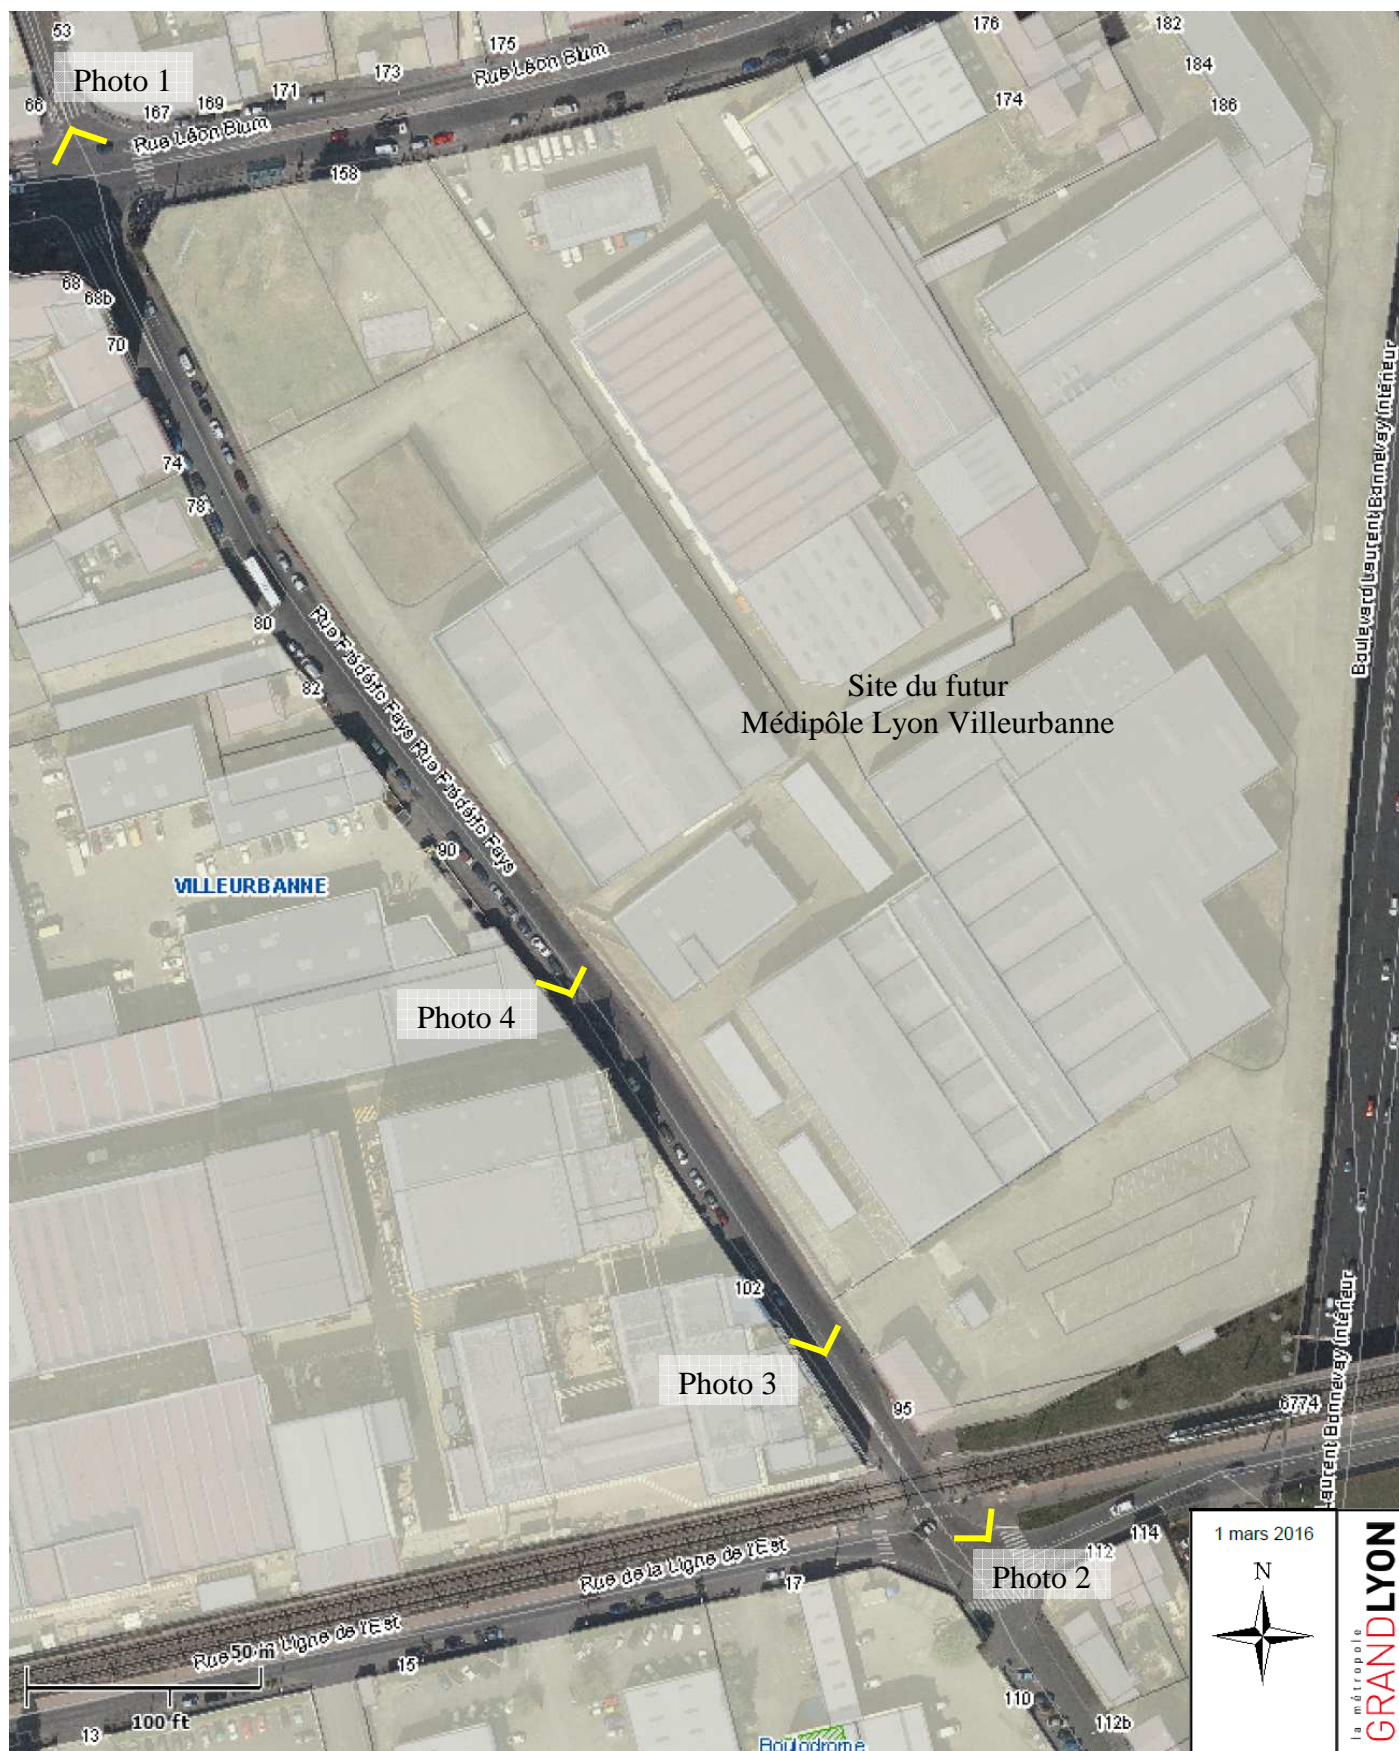 53
Photo 1
66
167
169
171
173
175
Rue Léon Blum
176
182
184
174
186
Rue Léon Blum
158
68
68b
70
74
78
80
82
Rue Frédéric Fays Rue Frédéric Fays
Boulevard Laurent Bonnevay Intérieur
Site du futur
Médipôle Lyon Villeurbanne
90
VILLEURBANNE
Photo 4
102
Photo 3
95
6774
aurent Bonnevay Intérieur
Rue de la Ligne de l'Est
17
Photo 2
112
114
Ligne de l'Est
50 m
100 ft
15
13
110
112b
Boulodrome
1 mars 2016
N
la métropole
GRANDLYON